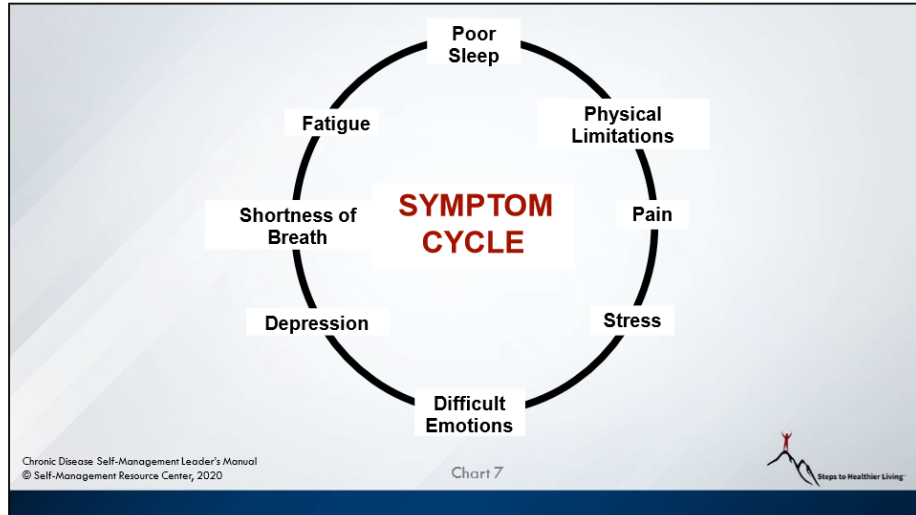 Poor
Sleep
Physical
Limitations
Fatigue
SYMPTOM
CYCLE
Shortness of
Breath
Pain
Depression
Stress
Difficult
Emotions
Chronic Disease Self-Management Leader's Manual
© Self-Management Resource Center, 2020
Chart 7
Steps to Healthier Living™